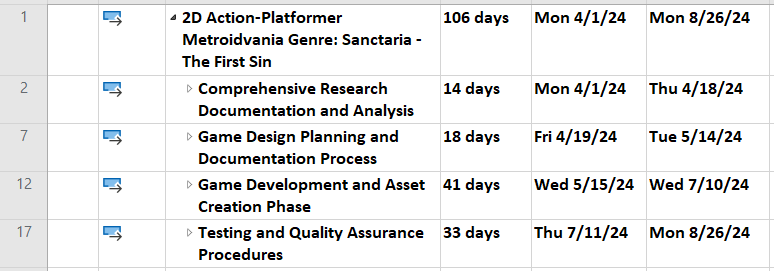 1 2D Action-Platformer 106 days Mon 4/1/24 Mon 8/26/24
Metroidvania Genre: Sanctaria -
The First Sin
2 Comprehensive Research 14 days Mon 4/1/24 Thu 4/18/24
Documentation and Analysis
7 Game Design Planning and 18 days Fri 4/19/24 Tue 5/14/24
Documentation Process
12 Game Development and Asset 41 days Wed 5/15/24 Wed 7/10/24
Creation Phase
17 Testing and Quality Assurance 33 days Thu 7/11/24 Mon 8/26/24
Procedures